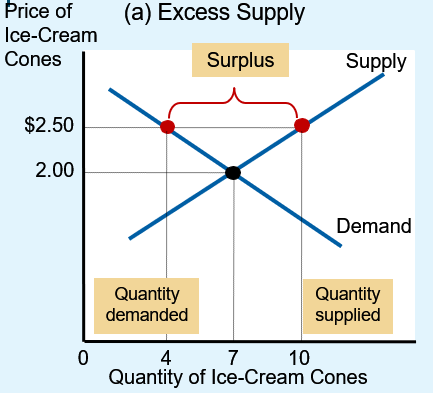 Price of
Ice-Cream
Cones
(a) Excess Supply
Surplus
Supply
$2.50
2.00
Demand
Quantity
demanded
Quantity
supplied
0
4
7
10
Quantity of Ice-Cream Cones